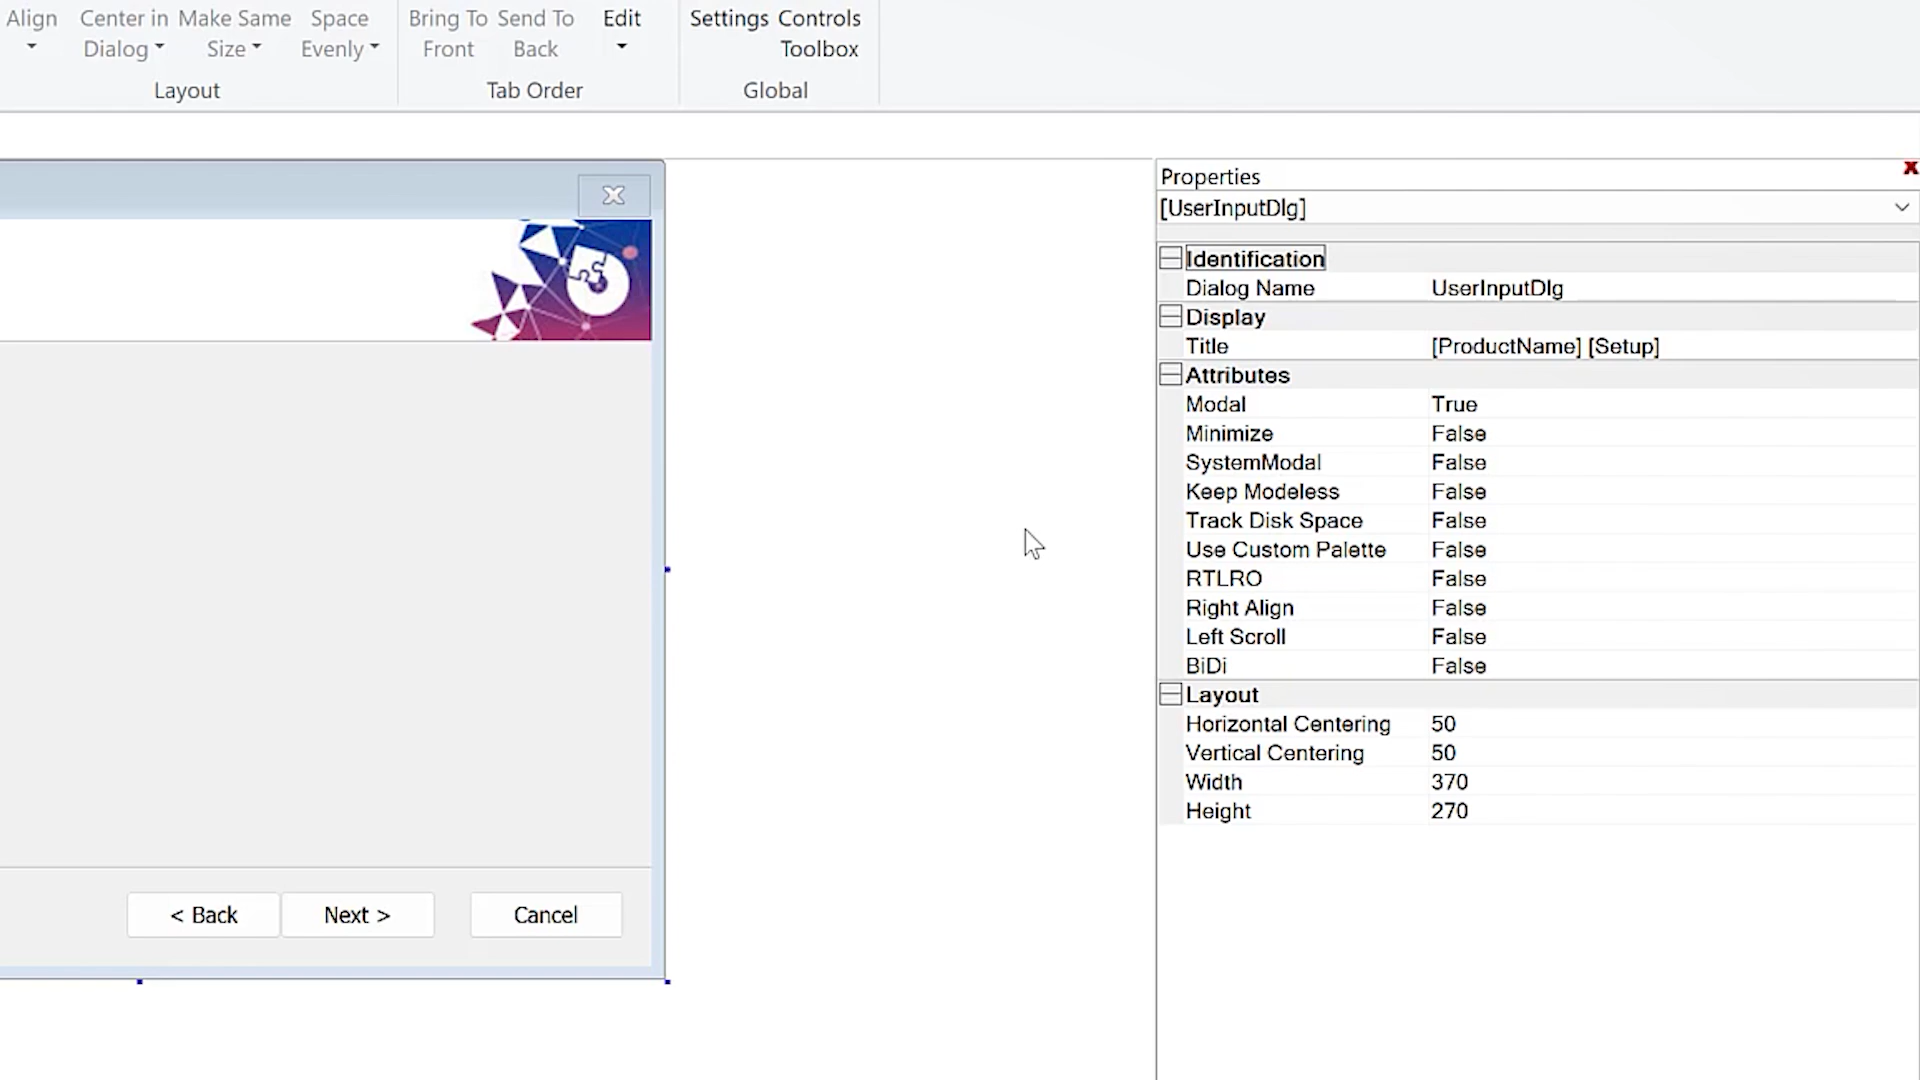 Align
Center in
Dialog
Make Same
Size
Space
Evenly
Layout
Bring To
Front
Send To
Back
Edit
Tab Order
Settings
Controls
Toolbox
Global
< Back
Next >
Cancel
Properties
[UserInputDlg]
Identification
Dialog Name UserInputDlg
Display
Title [ProductName] [Setup]
Attributes
Modal True
Minimize False
SystemModal False
Keep Modeless False
Track Disk Space False
Use Custom Palette False
RTLRO False
Right Align False
Left Scroll False
BiDi False
Layout
Horizontal Centering 50
Vertical Centering 50
Width 370
Height 270